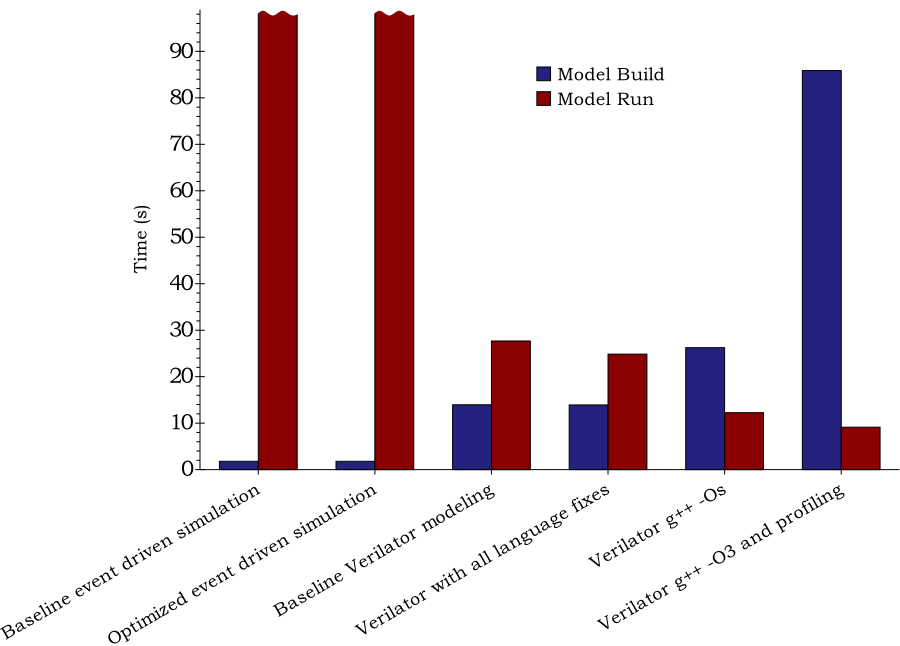 90
80
70
60
50
40
30
20
10
0
Time (s)
Model Build
Model Run
Baseline event driven simulation
Optimized event driven simulation
Baseline Verilator modeling
Verilator with all language fixes
Verilator g++ -Os
Verilator g++ -O3 and profiling